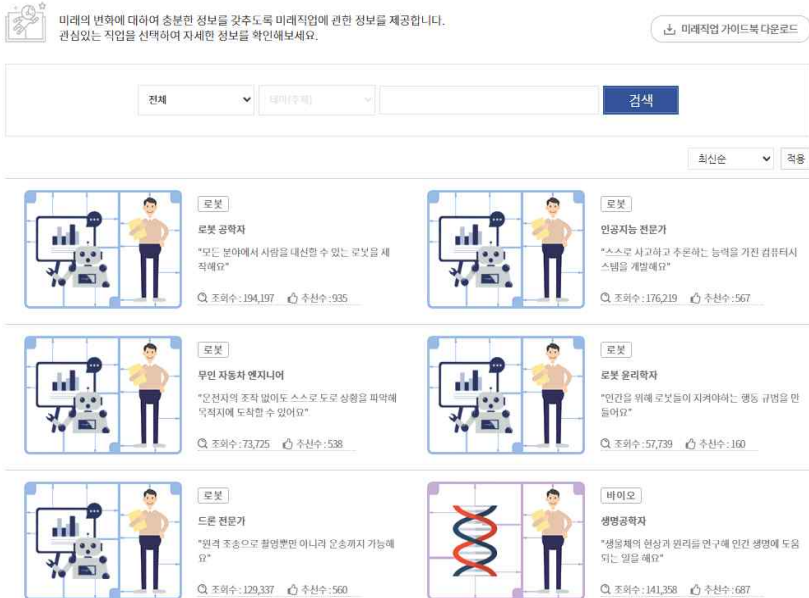 미래의 변화에 대하여 충분한 정보를 갖추도록 미래직업에 관한 정보를 제공합니다.
관심있는 직업을 선택하여 자세한 정보를 확인해보세요.
미래직업 가이드북 다운로드
전체
테마(주제)
검색
최신순
적용
로봇
로봇 공학자
"모든 분야에서 사람을 대신할 수 있는 로봇을 제
작해요"
조회수 : 194,197 추천수 : 935
로봇
인공지능 전문가
"스스로 사고하고 추론하는 능력을 가진 컴퓨터시
스템을 개발해요"
조회수 : 176,219 추천수 : 567
로봇
무인 자동차 엔지니어
"운전자의 조작 없이도 스스로 도로 상황을 파악해
목적지에 도착할 수 있어요"
조회수 : 73,725 추천수 : 538
로봇
로봇 윤리학자
"인간을 위해 로봇들이 지켜야하는 행동 규범을 만
들어요"
조회수 : 57,739 추천수 : 160
로봇
드론 전문가
"원격 조종으로 촬영뿐만 아니라 운송까지 가능해
요"
조회수 : 129,337 추천수 : 560
바이오
생명공학자
"생물체의 현상과 원리를 연구해 인간 생명에 도움
되는 일을 해요"
조회수 : 141,358 추천수 : 687